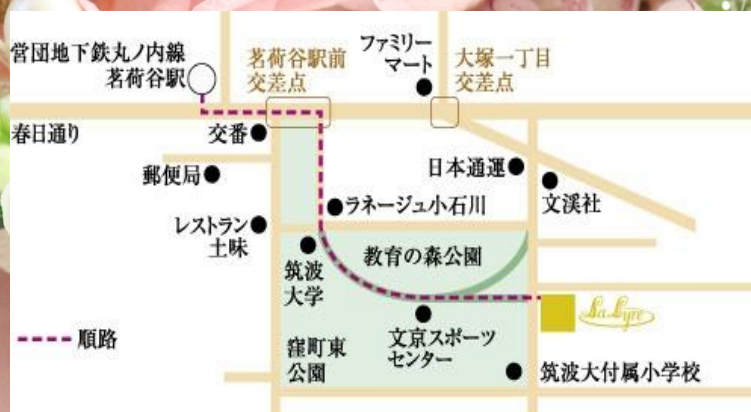 営団地下鉄丸ノ内線
茗荷谷駅
茗荷谷駅前
交差点
ファミリー
マート
大塚一丁目
交差点
春日通り
交番
郵便局
日本通運
文溪社
ラネージュ小石川
レストラン
土味
筑波
大学
教育の森公園
La Lyre
順路
窪町東
公園
文京スポーツ
センター
筑波大付属小学校